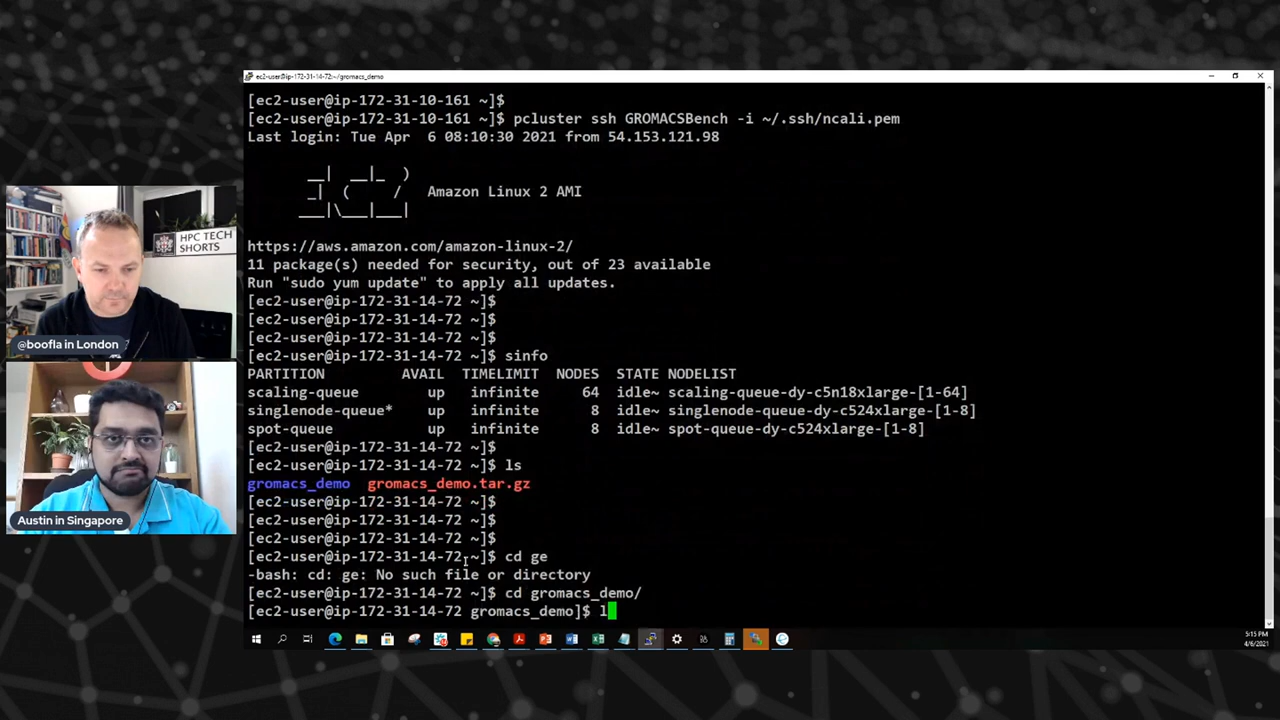 ec2-user@ip-172-31-14-72:~/gromacs_demo
[ec2-user@ip-172-31-10-161 ~]$
[ec2-user@ip-172-31-10-161 ~]$ pcluster ssh GROMACSBench -i ~/.ssh/ncali.pem
Last login: Tue Apr  6 08:10:30 2021 from 54.153.121.98
       __|  __|_  )
       _|  (     /   Amazon Linux 2 AMI
      ___|\___|___|
https://aws.amazon.com/amazon-linux-2/
11 package(s) needed for security, out of 23 available
Run "sudo yum update" to apply all updates.
[ec2-user@ip-172-31-14-72 ~]$
[ec2-user@ip-172-31-14-72 ~]$
[ec2-user@ip-172-31-14-72 ~]$
[ec2-user@ip-172-31-14-72 ~]$ sinfo
PARTITION         AVAIL  TIMELIMIT  NODES  STATE NODELIST
scaling-queue        up   infinite     64  idle~ scaling-queue-dy-c5n18xlarge-[1-64]
singlenode-queue*    up   infinite      8  idle~ singlenode-queue-dy-c524xlarge-[1-8]
spot-queue           up   infinite      8  idle~ spot-queue-dy-c524xlarge-[1-8]
[ec2-user@ip-172-31-14-72 ~]$
[ec2-user@ip-172-31-14-72 ~]$ ls
gromacs_demo  gromacs_demo.tar.gz
[ec2-user@ip-172-31-14-72 ~]$
[ec2-user@ip-172-31-14-72 ~]$
[ec2-user@ip-172-31-14-72 ~]$
[ec2-user@ip-172-31-14-72 ~]$ cd ge
-bash: cd: ge: No such file or directory
[ec2-user@ip-172-31-14-72 ~]$ cd gromacs_demo/
[ec2-user@ip-172-31-14-72 gromacs_demo]$ l
5:15 PM
4/6/2021
HPC TECH
SHORTS
@boofla in London
Austin in Singapore